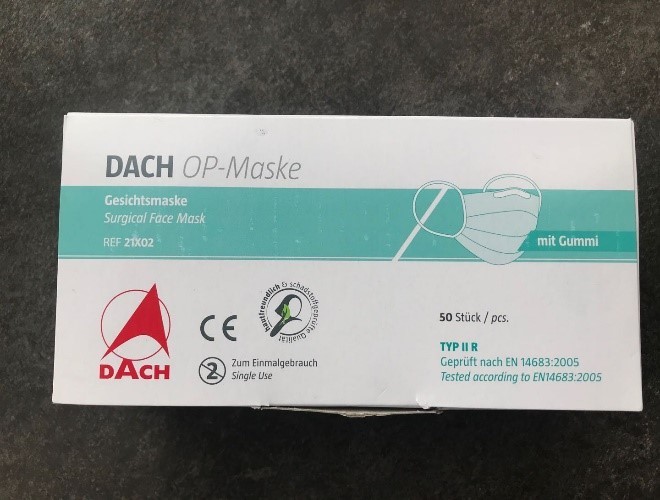 DACH OP-Maske
Gesichtsmaske
Surgical Face Mask
REF 21X02
mit Gummi
DACH
CE
hautfreundlich & schadstoffgeprüfte Qualität
2
Zum Einmalgebrauch
Single Use
50 Stück / pcs.
TYP II R
Geprüft nach EN 14683:2005
Tested according to EN14683:2005